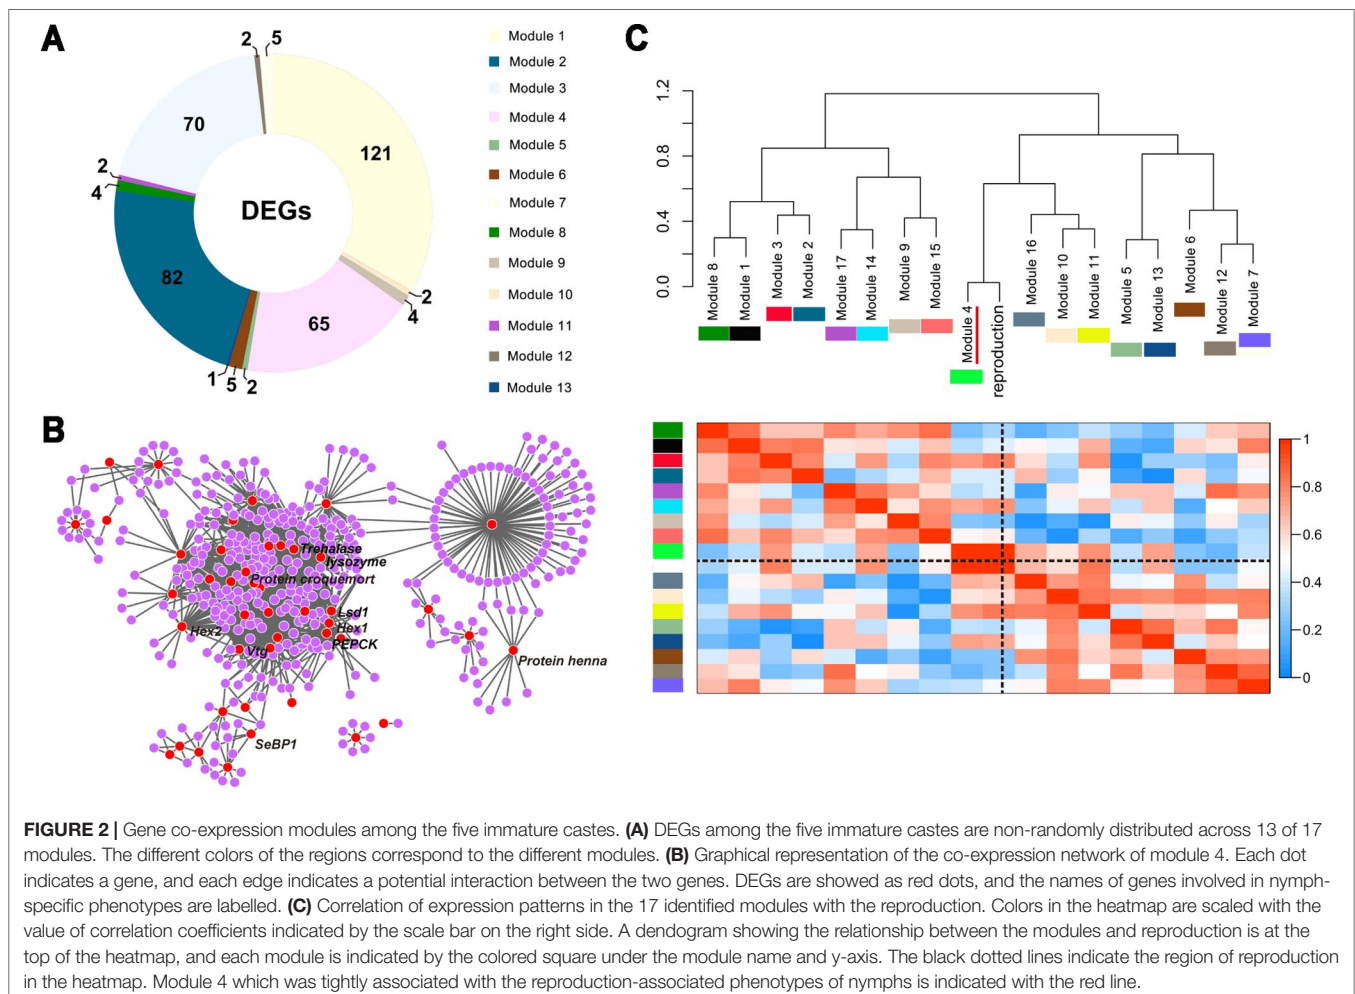 A
2
5
121
70
2
4
DEGs
82
65
2
4
1
5
2
Module 1
Module 2
Module 3
Module 4
Module 5
Module 6
Module 7
Module 8
Module 9
Module 10
Module 11
Module 12
Module 13
C
1.2
0.8
0.4
0.0
Module 8
Module 1
Module 3
Module 2
Module 17
Module 14
Module 9
Module 15
Module 4
reproduction
Module 16
Module 10
Module 11
Module 5
Module 13
Module 6
Module 12
Module 7
1
0.8
0.6
0.4
0.2
0
B
Trehalase
lysozyme
Protein croquemort
Lsd1
Hex1
Hex2
PEPCK
Vtg
Protein henna
SeBP1
FIGURE 2 | Gene co-expression modules among the five immature castes. (A) DEGs among the five immature castes are non-randomly distributed across 13 of 17
modules. The different colors of the regions correspond to the different modules. (B) Graphical representation of the co-expression network of module 4. Each dot
indicates a gene, and each edge indicates a potential interaction between the two genes. DEGs are showed as red dots, and the names of genes involved in nymph-
specific phenotypes are labelled. (C) Correlation of expression patterns in the 17 identified modules with the reproduction. Colors in the heatmap are scaled with the
value of correlation coefficients indicated by the scale bar on the right side. A dendogram showing the relationship between the modules and reproduction is at the
top of the heatmap, and each module is indicated by the colored square under the module name and y-axis. The black dotted lines indicate the region of reproduction
in the heatmap. Module 4 which was tightly associated with the reproduction-associated phenotypes of nymphs is indicated with the red line.